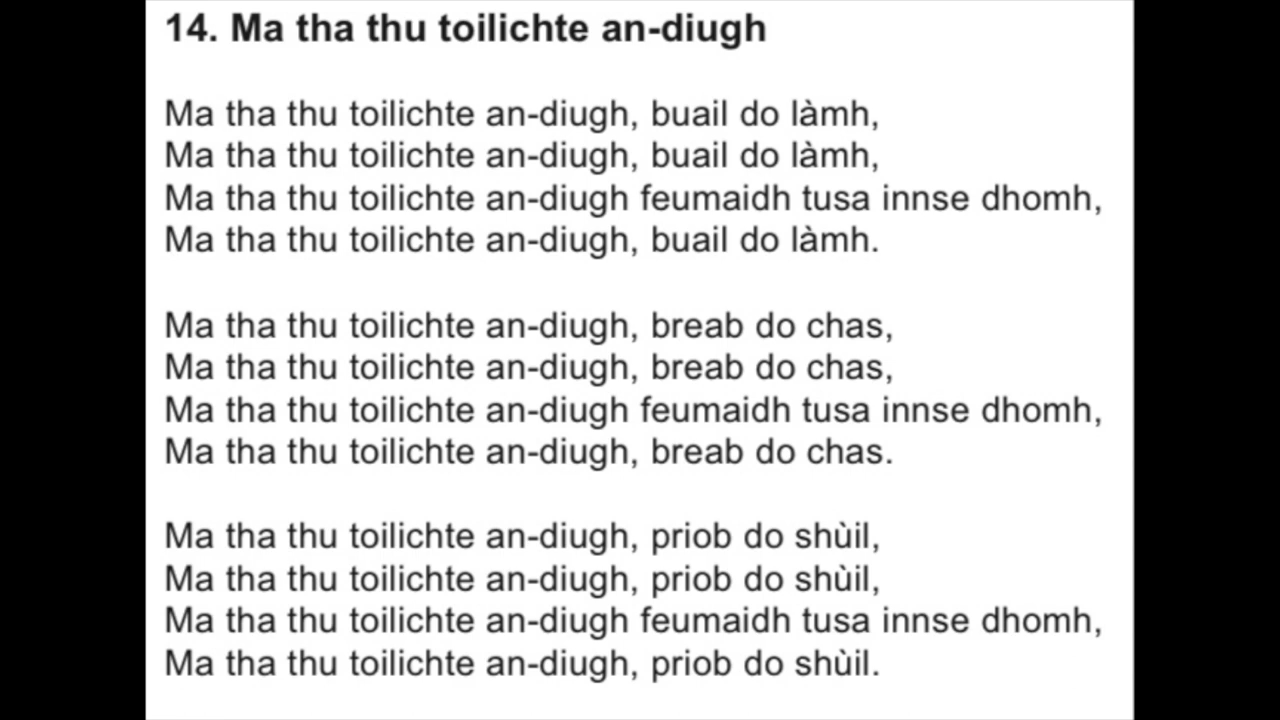 14. Ma tha thu toilichte an-diugh
Ma tha thu toilichte an-diugh, buail do làmh,
Ma tha thu toilichte an-diugh, buail do làmh,
Ma tha thu toilichte an-diugh feumaidh tusa innse dhomh,
Ma tha thu toilichte an-diugh, buail do làmh.
Ma tha thu toilichte an-diugh, breab do chas,
Ma tha thu toilichte an-diugh, breab do chas,
Ma tha thu toilichte an-diugh feumaidh tusa innse dhomh,
Ma tha thu toilichte an-diugh, breab do chas.
Ma tha thu toilichte an-diugh, priob do shùil,
Ma tha thu toilichte an-diugh, priob do shùil,
Ma tha thu toilichte an-diugh feumaidh tusa innse dhomh,
Ma tha thu toilichte an-diugh, priob do shùil.